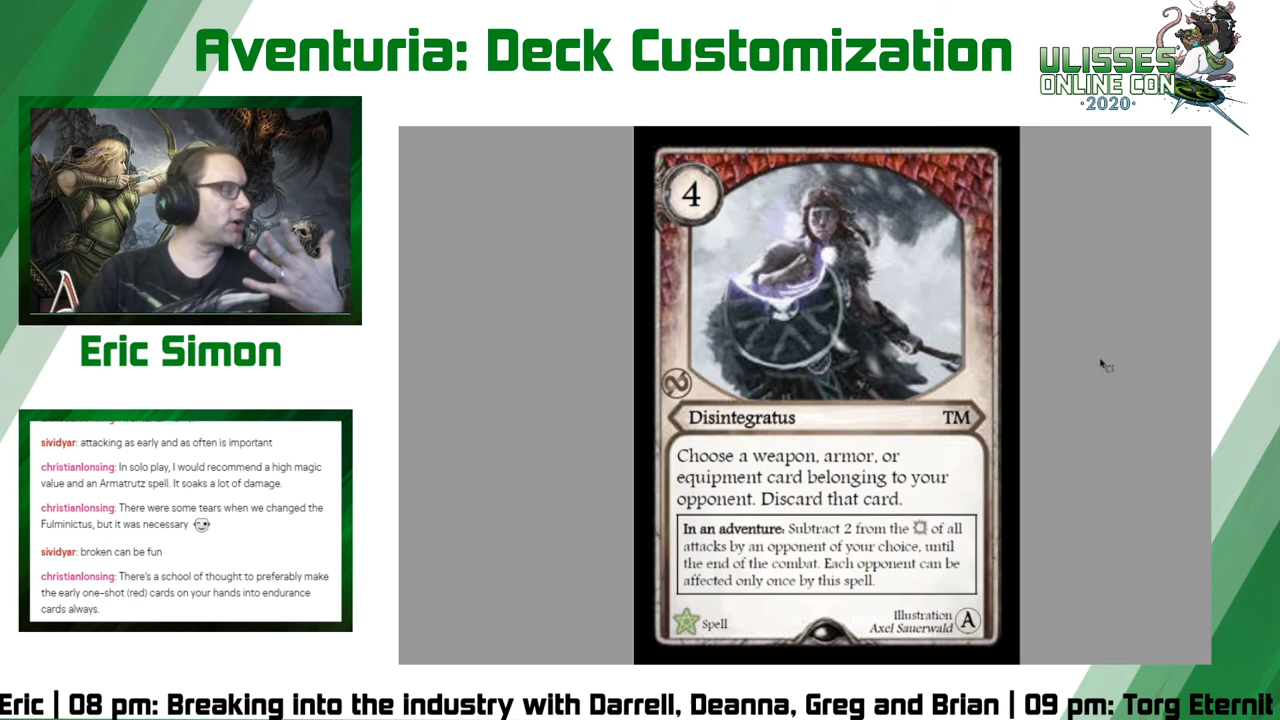 Aventuria: Deck Customization
ULISSES
ONLINE CON
·2020·
Eric Simon
sividyar: attacking as early and as often is important
christianlonsing: In solo play, I would recommend a high magic
value and an Armatrutz spell. It soaks a lot of damage.
christianlonsing: There were some tears when we changed the
Fulminictus, but it was necessary
sividyar: broken can be fun
christianlonsing: There's a school of thought to preferably make
the early one-shot (red) cards on your hands into endurance
cards always.
4
Disintegratus TM
Choose a weapon, armor, or
equipment card belonging to your
opponent. Discard that card.
In an adventure: Subtract 2 from the of all
attacks by an opponent of your choice, until
the end of the combat. Each opponent can be
affected only once by this spell.
Spell
Illustration
Axel Sauerwald
A
Eric | 08 pm: Breaking into the industry with Darrell, Deanna, Greg and Brian | 09 pm: Torg Eternit